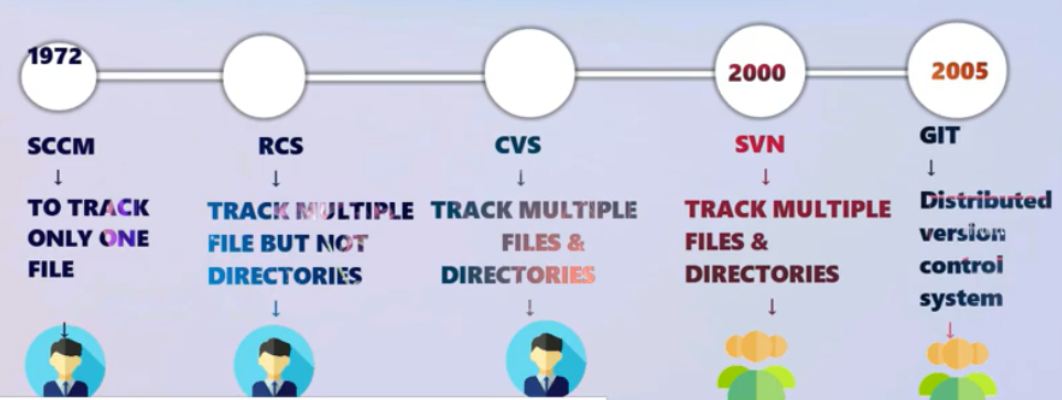 1972
2000
2005
SCCM
TO TRACK
ONLY ONE
FILE
RCS
TRACK MULTIPLE
FILE BUT NOT
DIRECTORIES
CVS
TRACK MULTIPLE
FILES &
DIRECTORIES
SVN
TRACK MULTIPLE
FILES &
DIRECTORIES
GIT
Distributed
version
control
system